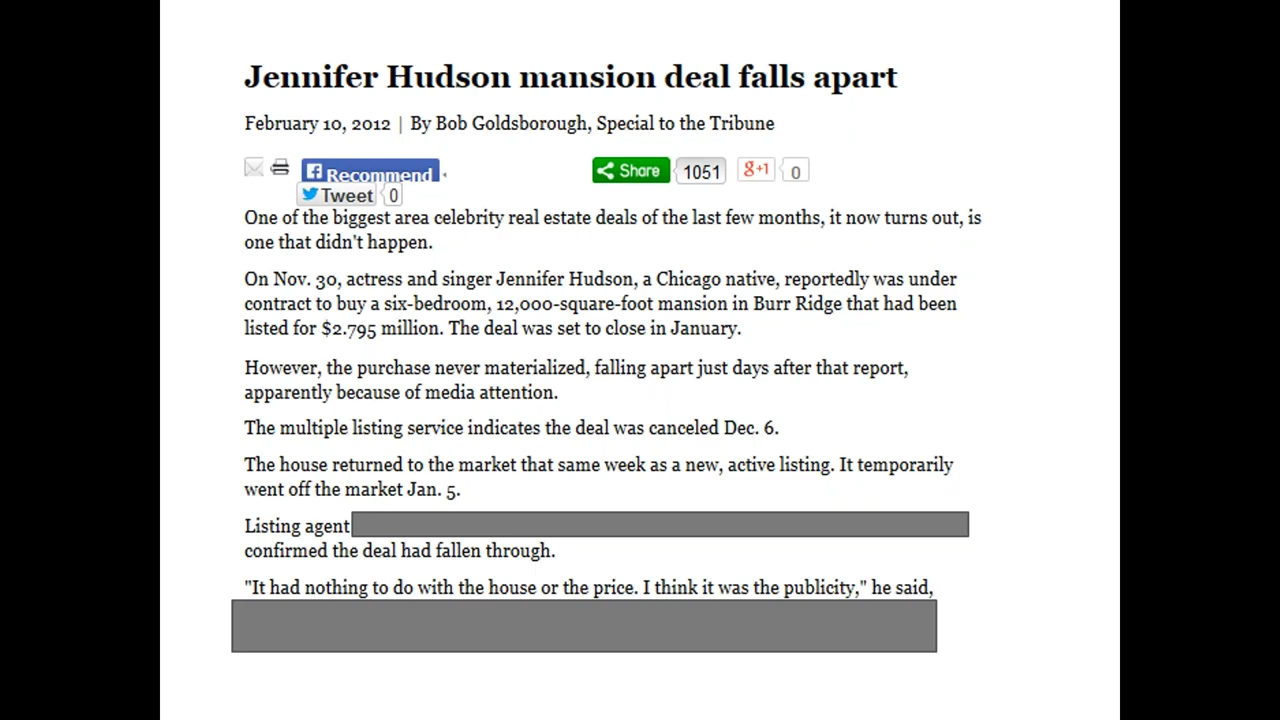 Jennifer Hudson mansion deal falls apart
February 10, 2012 | By Bob Goldsborough, Special to the Tribune
Recommend
Share 1051 g+1 0
Tweet 0
One of the biggest area celebrity real estate deals of the last few months, it now turns out, is
one that didn't happen.
On Nov. 30, actress and singer Jennifer Hudson, a Chicago native, reportedly was under
contract to buy a six-bedroom, 12,000-square-foot mansion in Burr Ridge that had been
listed for $2.795 million. The deal was set to close in January.
However, the purchase never materialized, falling apart just days after that report,
apparently because of media attention.
The multiple listing service indicates the deal was canceled Dec. 6.
The house returned to the market that same week as a new, active listing. It temporarily
went off the market Jan. 5.
Listing agent
confirmed the deal had fallen through.
"It had nothing to do with the house or the price. I think it was the publicity," he said,